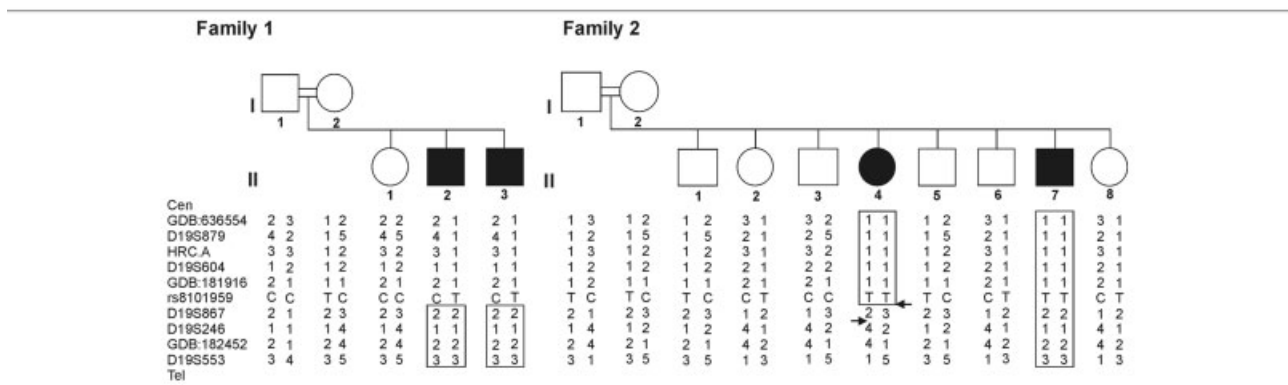 Family 1 Family 2
I I
1 2 1 2
II II
1 2 3 1 2 3 4 5 6 7 8
Cen
GDB:636554 2 3 1 2 2 2 2 1 2 1 1 3 1 2 1 2 3 1 3 2 1 1 1 2 3 1 1 1 3 1
D19S879 4 2 1 5 4 5 4 1 4 1 1 2 1 5 1 5 2 1 2 5 1 1 1 5 2 1 1 1 2 1
HRC.A 3 3 1 2 3 2 3 1 3 1 1 3 1 2 1 2 3 1 3 2 1 1 1 2 3 1 1 1 3 1
D19S604 1 2 1 2 1 2 1 1 1 1 1 2 1 2 1 2 2 1 2 2 1 1 1 2 2 1 1 1 2 1
GDB:181916 2 1 1 1 2 1 2 1 2 1 1 2 1 2 1 2 2 1 2 2 1 1 1 2 2 1 1 1 2 1
rs8101959 C C T C C C C T C T T C T C T C C T C C T T T C C T T T C T
D19S867 2 1 2 3 2 3 2 2 2 2 2 1 2 3 2 3 1 2 1 3 2 3 2 3 1 2 2 2 1 2
D19S246 1 1 1 4 1 4 1 1 1 1 1 4 1 2 1 2 4 1 4 2 4 2 1 2 4 1 1 1 4 1
GDB:182452 2 1 2 4 2 4 2 2 2 2 2 4 2 1 2 1 4 2 4 1 4 1 2 1 4 2 2 2 4 2
D19S553 3 4 3 5 3 5 3 3 3 3 3 1 3 5 3 5 1 3 1 5 1 5 3 5 1 3 3 3 1 3
Tel